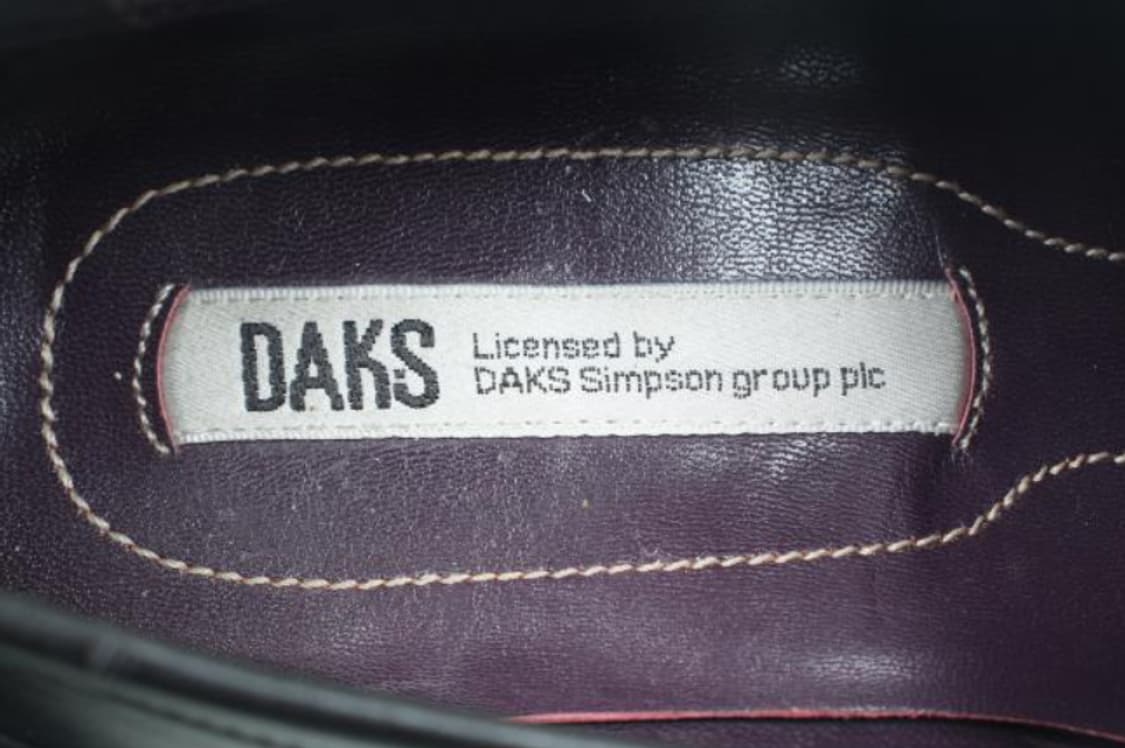 DAKS
Licensed by
DAKS Simpson group plc